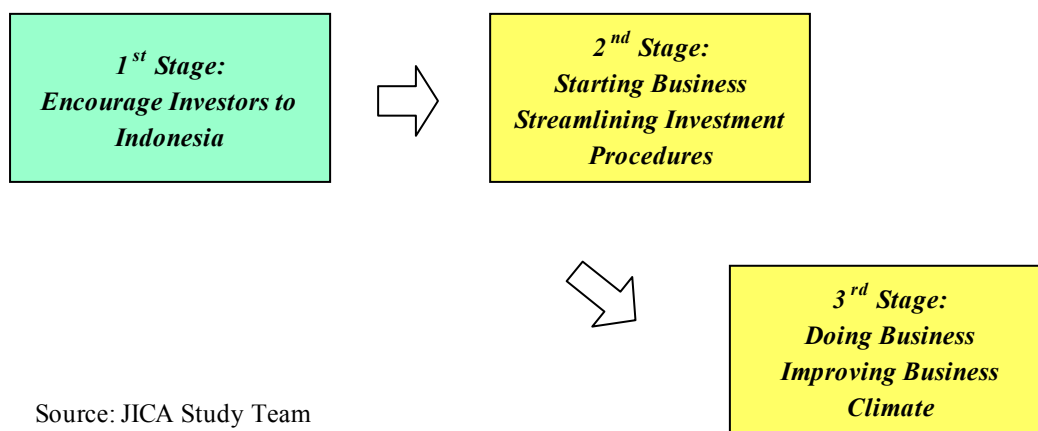 1st Stage:
Encourage Investors to
Indonesia
2nd Stage:
Starting Business
Streamlining Investment
Procedures
3rd Stage:
Doing Business
Improving Business
Climate
Source: JICA Study Team